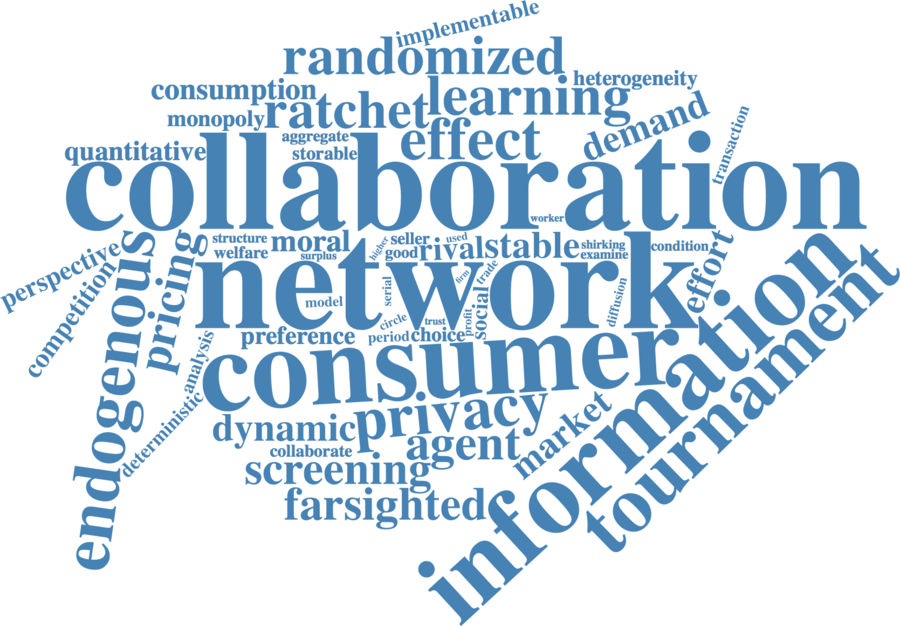 implementable
randomized
heterogeneity
consumption
learning
ratchet
monopoly
demand
aggregate
effect
transaction
quantitative
storable
collaboration
worker
structure
moral
higher
seller
used
rival
stable
shirking
condition
welfare
surplus
good
examine
effort
perspective
competition
endogenous
pricing
network
firm
trade
serial
model
social
diffusion
circle
trust
profit
preference
period
choice
analysis
consumer
information
tournament
deterministic
dynamic
privacy
market
agent
collaborate
screening
farsighted